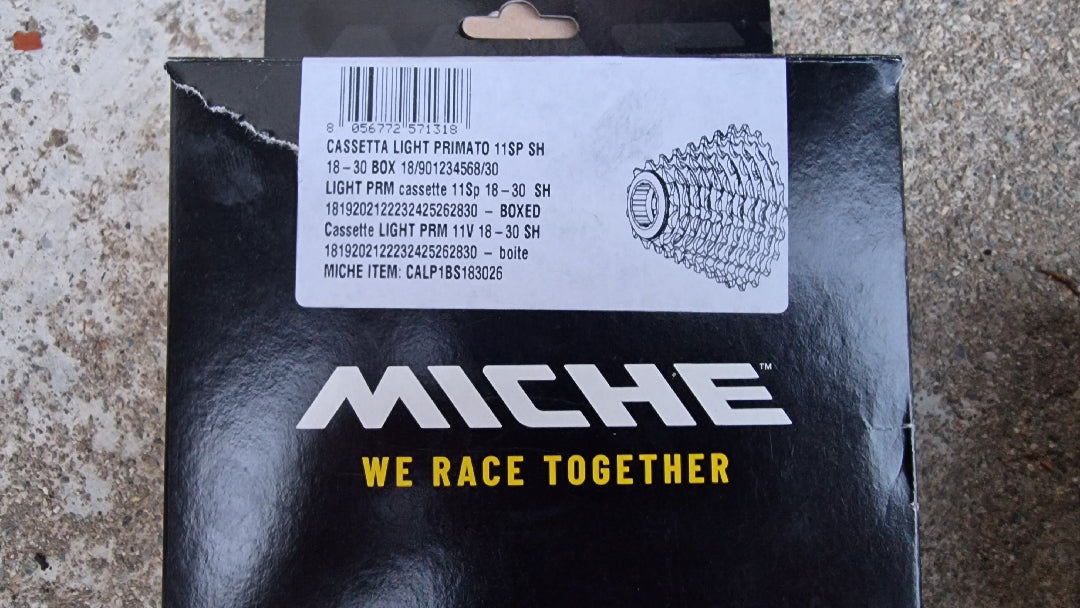 8 056772 571318
CASSETTA LIGHT PRIMATO 11SP SH
18-30 BOX 18/901234568/30
LIGHT PRM cassette 11Sp 18-30 SH
1819202122232425262830 - BOXED
Cassette LIGHT PRM 11V 18-30 SH
1819202122232425262830 - boite
MICHE ITEM: CALP1BS183026
MICHE™
WE RACE TOGETHER